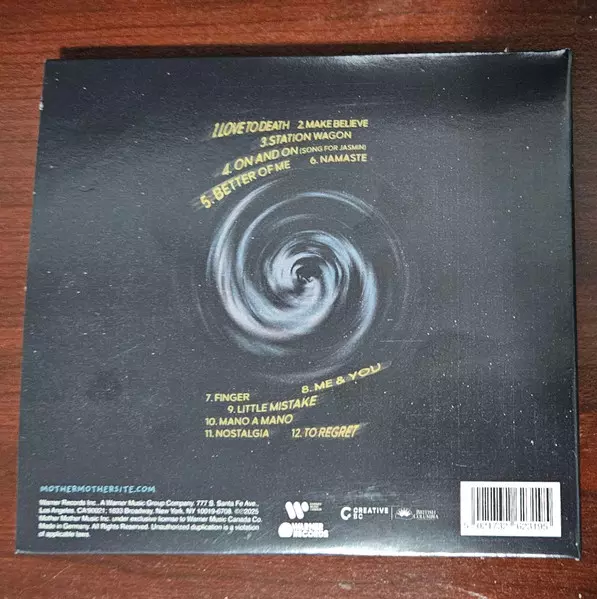 1. LOVE TO DEATH 2. MAKE BELIEVE
3. STATION WAGON
4. ON AND ON (SONG FOR JASMIN)
5. BETTER OF ME 6. NAMASTE
7. FINGER 8. ME & YOU
9. LITTLE MISTAKE
10. MANO A MANO
11. NOSTALGIA 12. TO REGRET
MOTHERMOTHERSITE.COM
Warner Records Inc., A Warner Music Group Company, 777 S. Santa Fe Ave.,
Los Angeles, CA 90021; 1633 Broadway, New York, NY 10019-6708. ℗©2025
Mother Mother Music Inc. under exclusive license to Warner Music Canada Co.
Made in Germany. All Rights Reserved. Unauthorized duplication is a violation
of applicable laws.
WARNER
RECORDS
CREATIVE
BC
BRITISH
COLUMBIA